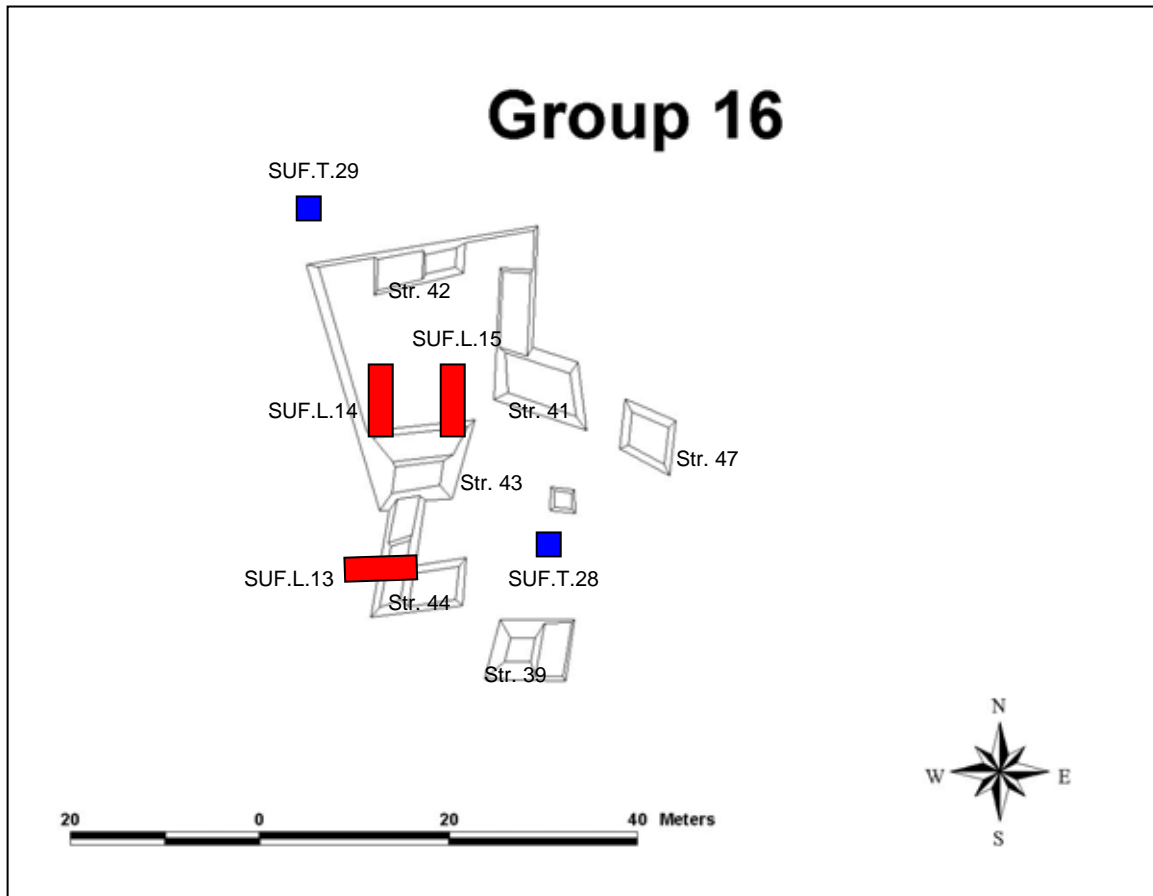 Group 16
SUF.T.29
Str. 42
SUF.L.15
SUF.L.14
Str. 41
Str. 47
Str. 43
SUF.L.13
SUF.T.28
Str. 44
Str. 39
N
W E
S
20 0 20 40 Meters